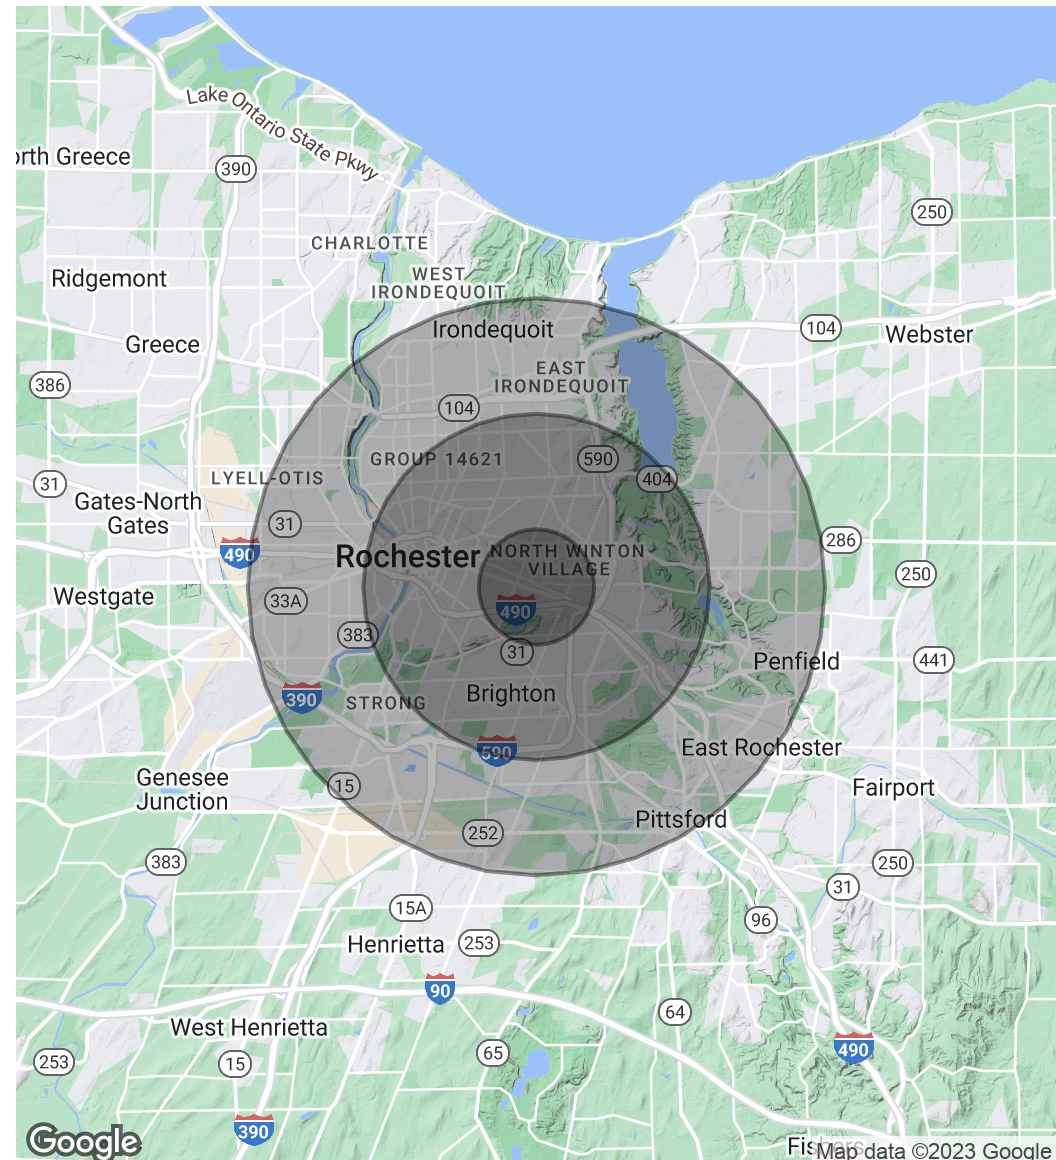 Lake Ontario State Pkwy
orth Greece
390
250
CHARLOTTE
WEST
IRONDEQUOIT
Ridgemont
Irondequoit
104
Webster
Greece
EAST
IRONDEQUOIT
386
104
GROUP 14621
590
404
LYELL-OTIS
31
Gates-North
Gates
31
286
490
Rochester
NORTH WINTON
VILLAGE
250
Westgate
33A
490
383
31
Penfield
441
Brighton
390
STRONG
590
East Rochester
Genesee
Junction
15
Fairport
Pittsford
252
383
250
31
15A
96
Henrietta
253
90
64
West Henrietta
490
65
253
15
390
Google
Map data ©2023 Google